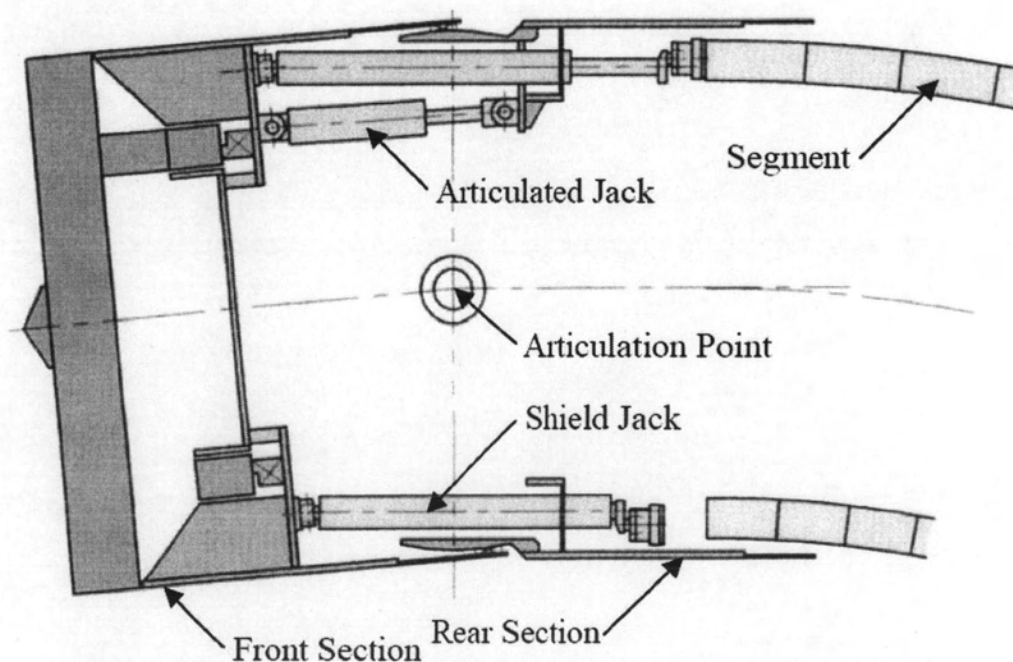 Segment
Articulated Jack
Articulation Point
Shield Jack
Rear Section
Front Section